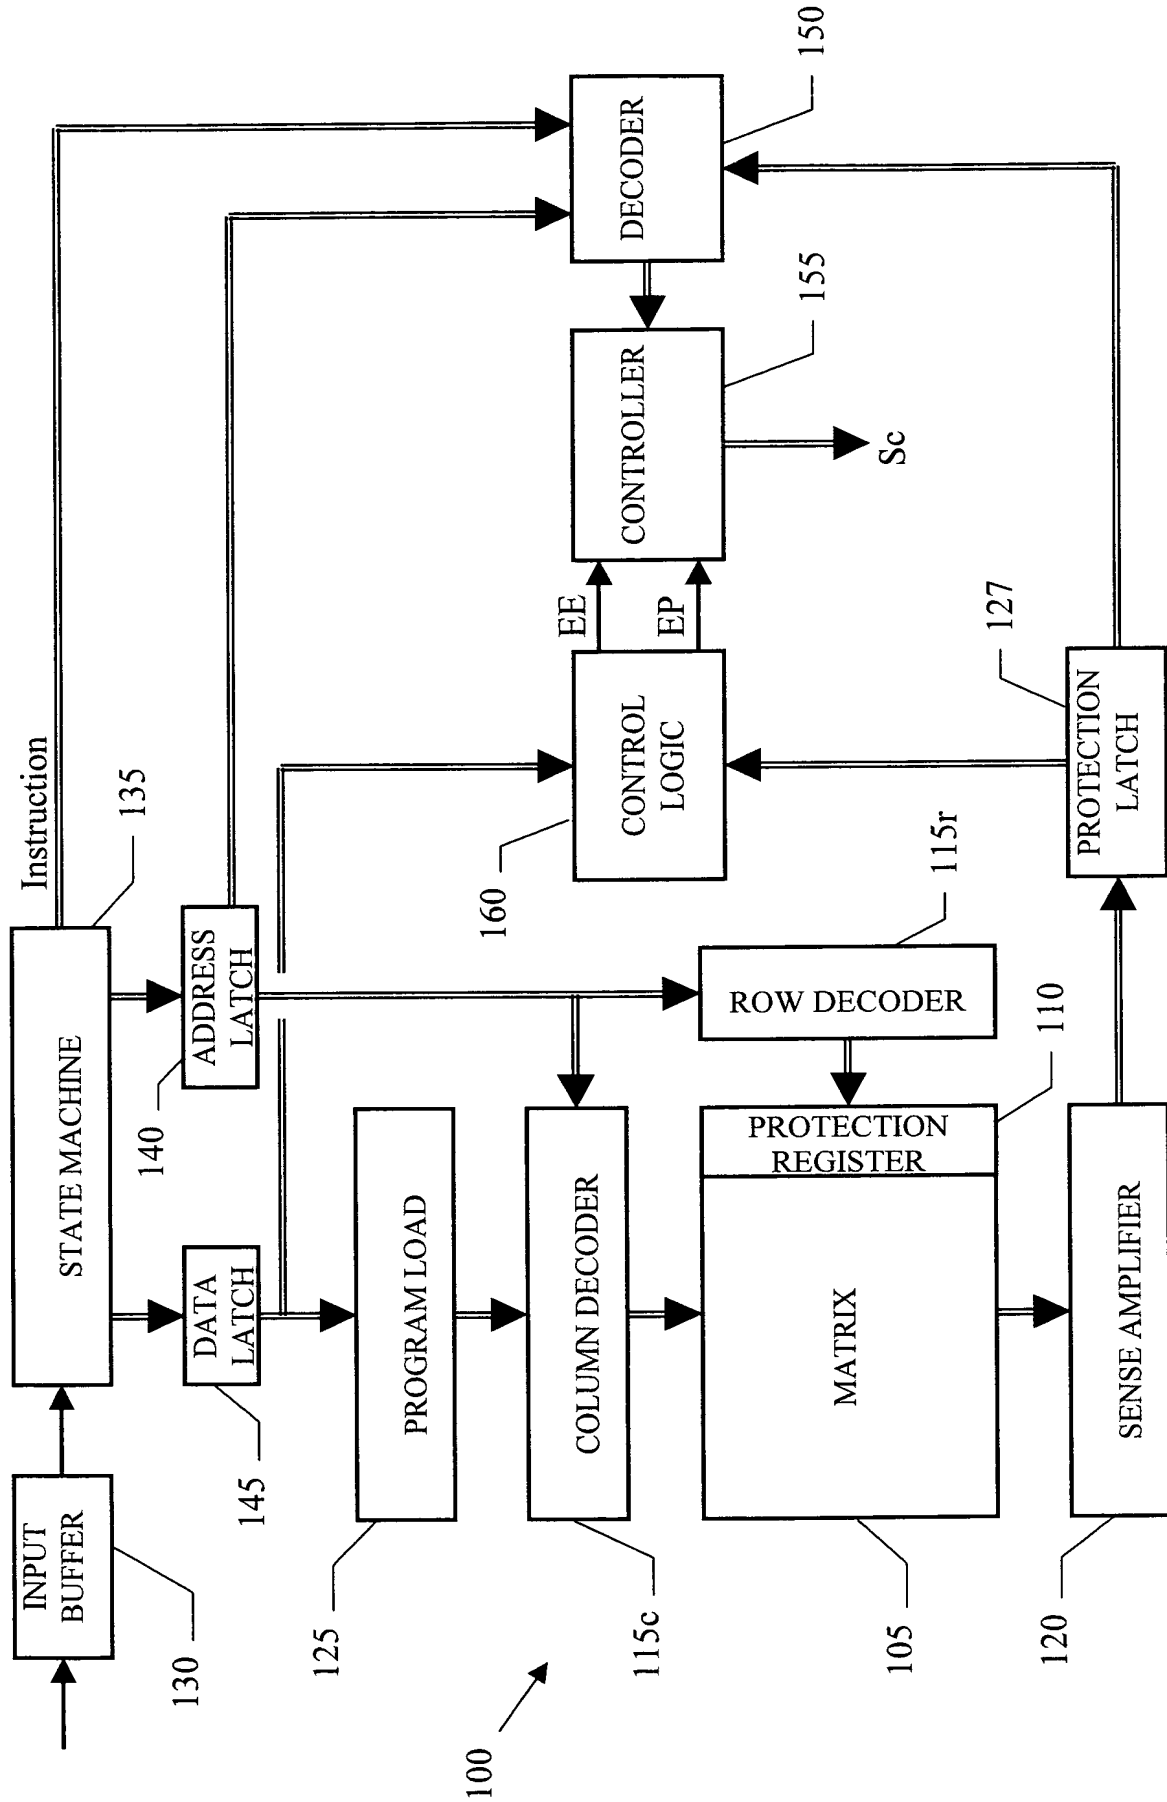 Instruction
INPUT
BUFFER
130
STATE MACHINE
135
DATA
LATCH
145
ADDRESS
LATCH
140
PROGRAM LOAD
125
COLUMN DECODER
115c
ROW DECODER
115r
MATRIX
105
PROTECTION
REGISTER
110
SENSE AMPLIFIER
120
PROTECTION
LATCH
127
CONTROL
LOGIC
160
EE
EP
CONTROLLER
155
Sc
DECODER
150
100